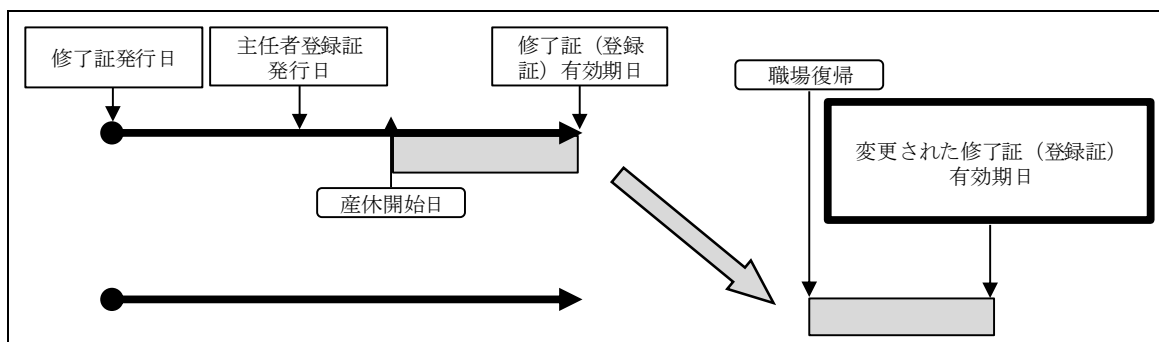 修了証発行日
主任者登録証
発行日
修了証（登録
証）有効期日
職場復帰
変更された修了証（登録証）
有効期日
産休開始日